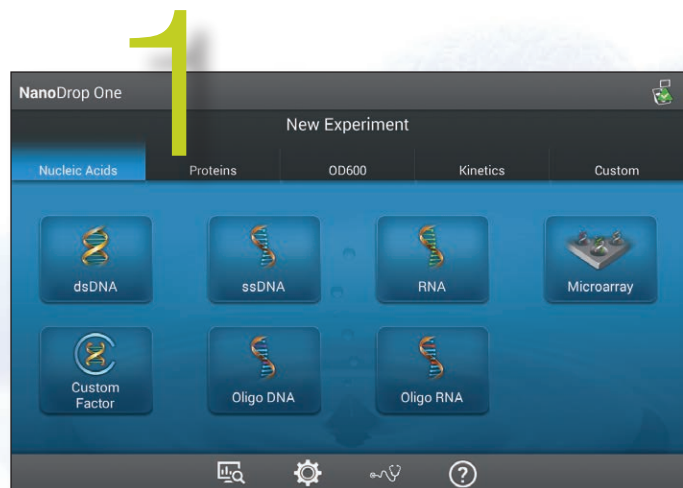 1
NanoDrop One
New Experiment
Nucleic Acids Proteins OD600 Kinetics Custom
dsDNA ssDNA RNA Microarray
Custom
Factor Oligo DNA Oligo RNA
?